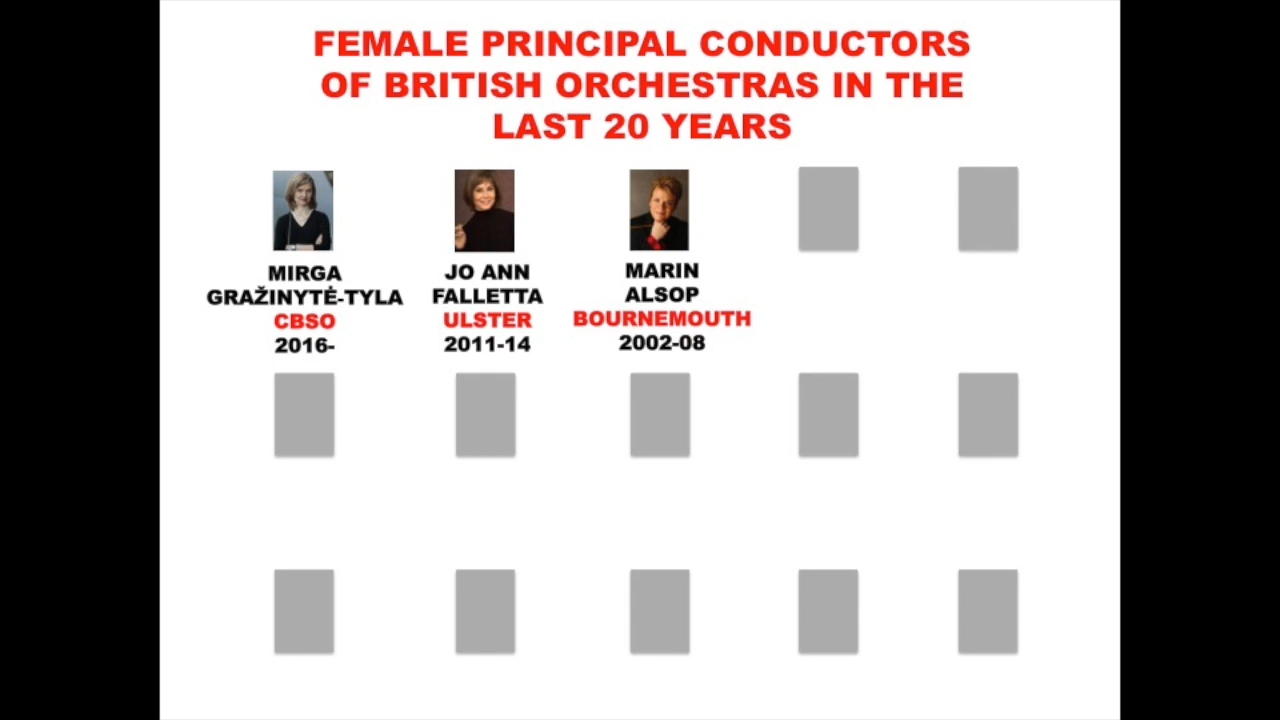 FEMALE PRINCIPAL CONDUCTORS
OF BRITISH ORCHESTRAS IN THE
LAST 20 YEARS
MIRGA
GRAŽINYTĖ-TYLA
CBSO
2016-
JO ANN
FALLETTA
ULSTER
2011-14
MARIN
ALSOP
BOURNEMOUTH
2002-08